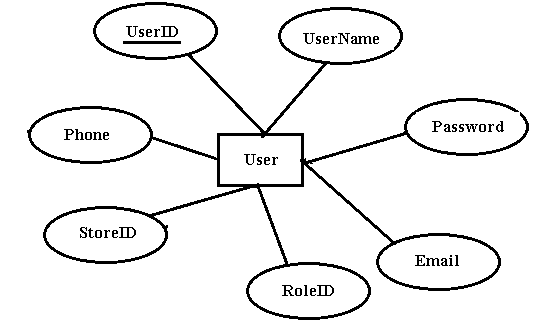 UserID
UserName
Phone
Password
User
StoreID
Email
RoleID